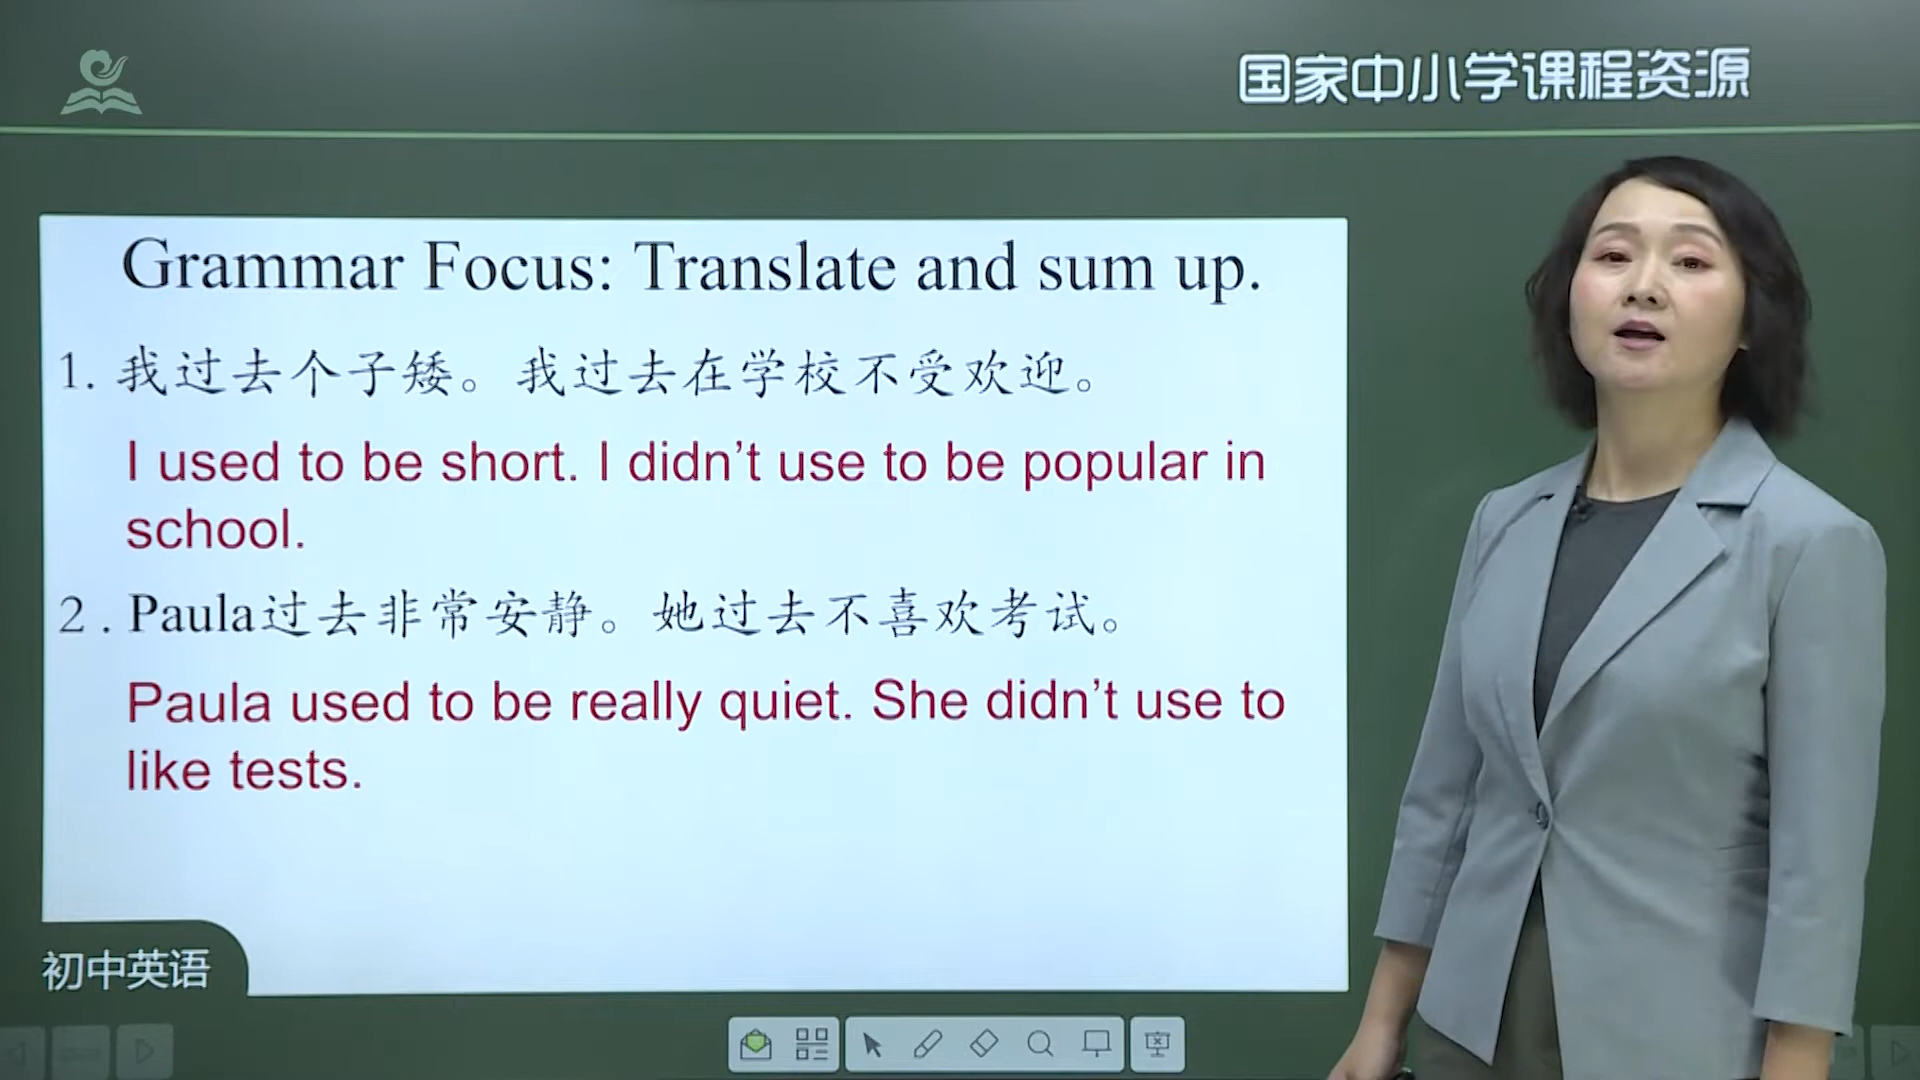 国家中小学课程资源
Grammar Focus: Translate and sum up.
1. 我过去个子矮。我过去在学校不受欢迎。
I used to be short. I didn’t use to be popular in
school.
2 . Paula过去非常安静。她过去不喜欢考试。
Paula used to be really quiet. She didn’t use to
like tests.
初中英语